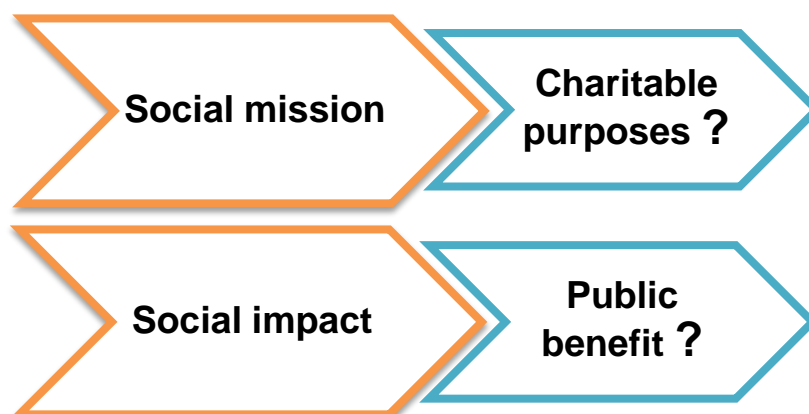 Social mission
Charitable
purposes ?
Social impact
Public
benefit ?